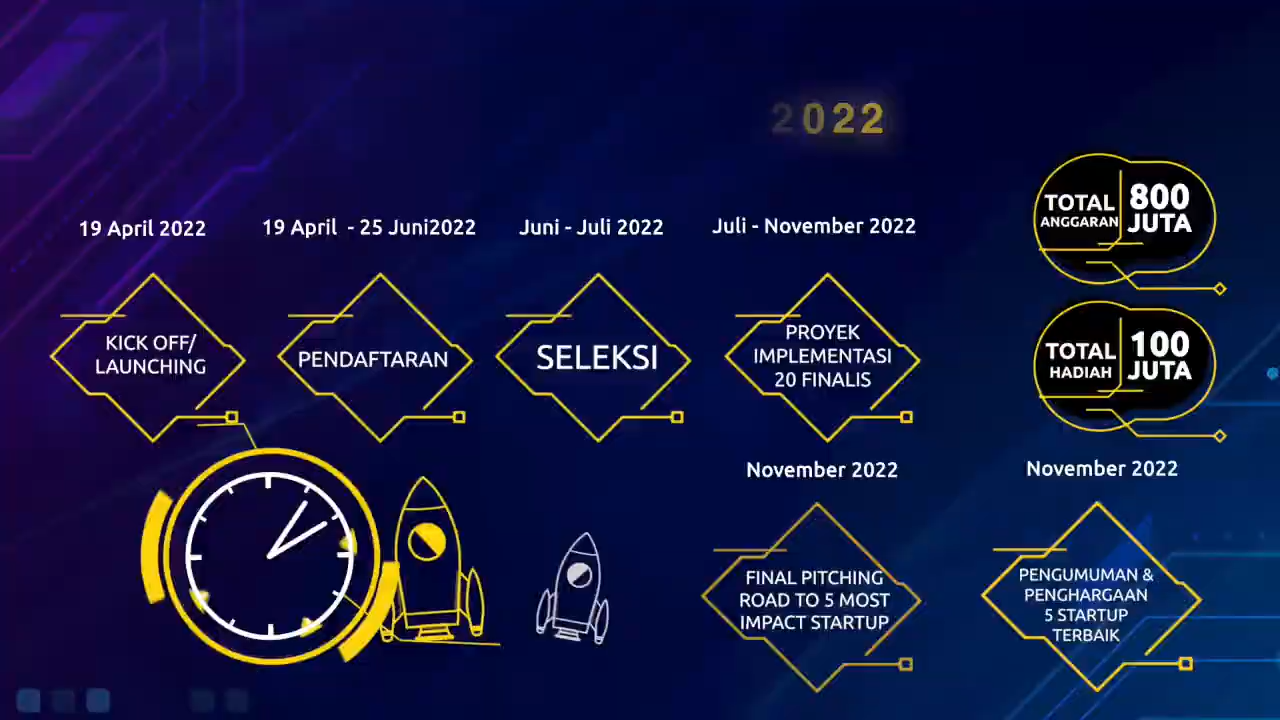 2022
19 April 2022
19 April - 25 Juni2022
Juni - Juli 2022
Juli - November 2022
KICK OFF/
LAUNCHING
PENDAFTARAN
SELEKSI
PROYEK
IMPLEMENTASI
20 FINALIS
TOTAL
ANGGARAN
800
JUTA
TOTAL
HADIAH
100
JUTA
November 2022
FINAL PITCHING
ROAD TO 5 MOST
IMPACT STARTUP
November 2022
PENGUMUMAN &
PENGHARGAAN
5 STARTUP
TERBAIK